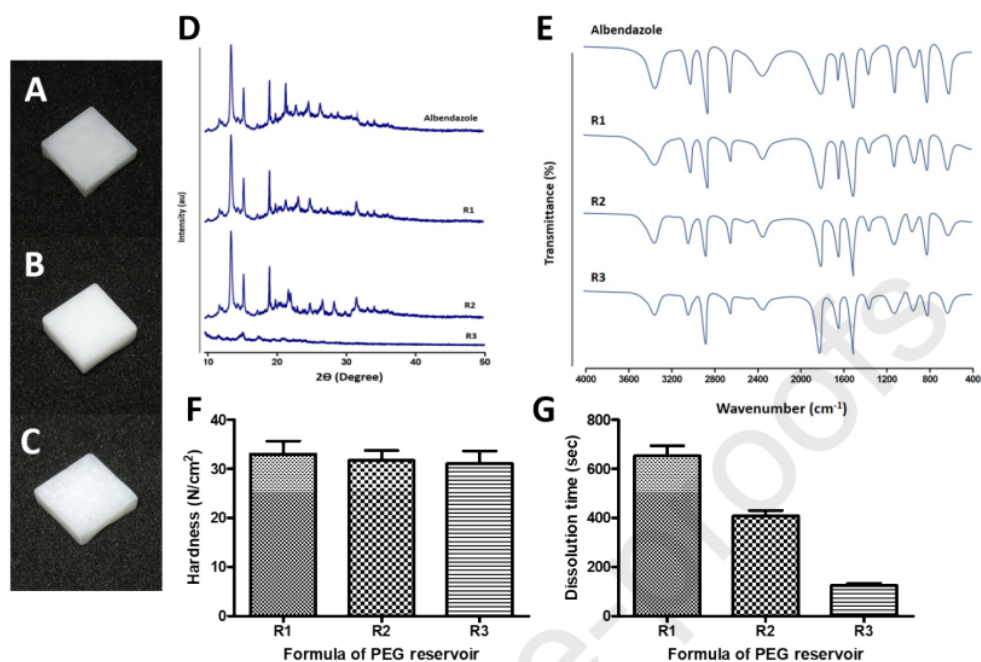 A
B
C
D
Albendazole
R1
R2
R3
Intensity (au)
10 20 30 40 50
2Θ (Degree)
E
Albendazole
R1
R2
R3
Transmittance (%)
4000 3600 3200 2800 2400 2000 1600 1200 800 400
Wavenumber (cm⁻¹)
F
Hardness (N/cm²)
40
30
20
10
0
R1 R2 R3
Formula of PEG reservoir
G
Dissolution time (sec)
800
600
400
200
0
R1 R2 R3
Formula of PEG reservoir
e-proofs